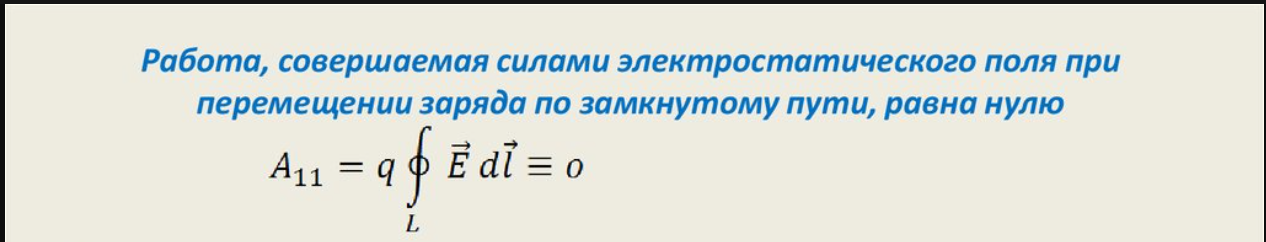 Работа, совершаемая силами электростатического поля при
перемещении заряда по замкнутому пути, равна нулю
A₁₁ = q ∮_L E⃗ dl⃗ ≡ o